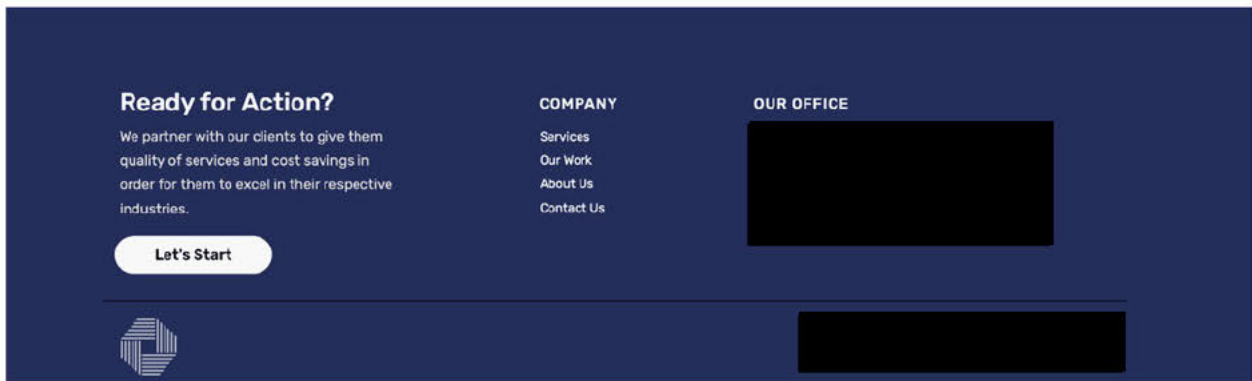 Ready for Action?
We partner with our clients to give them
quality of services and cost savings in
order for them to excel in their respective
industries.
Let's Start
COMPANY
Services
Our Work
About Us
Contact Us
OUR OFFICE